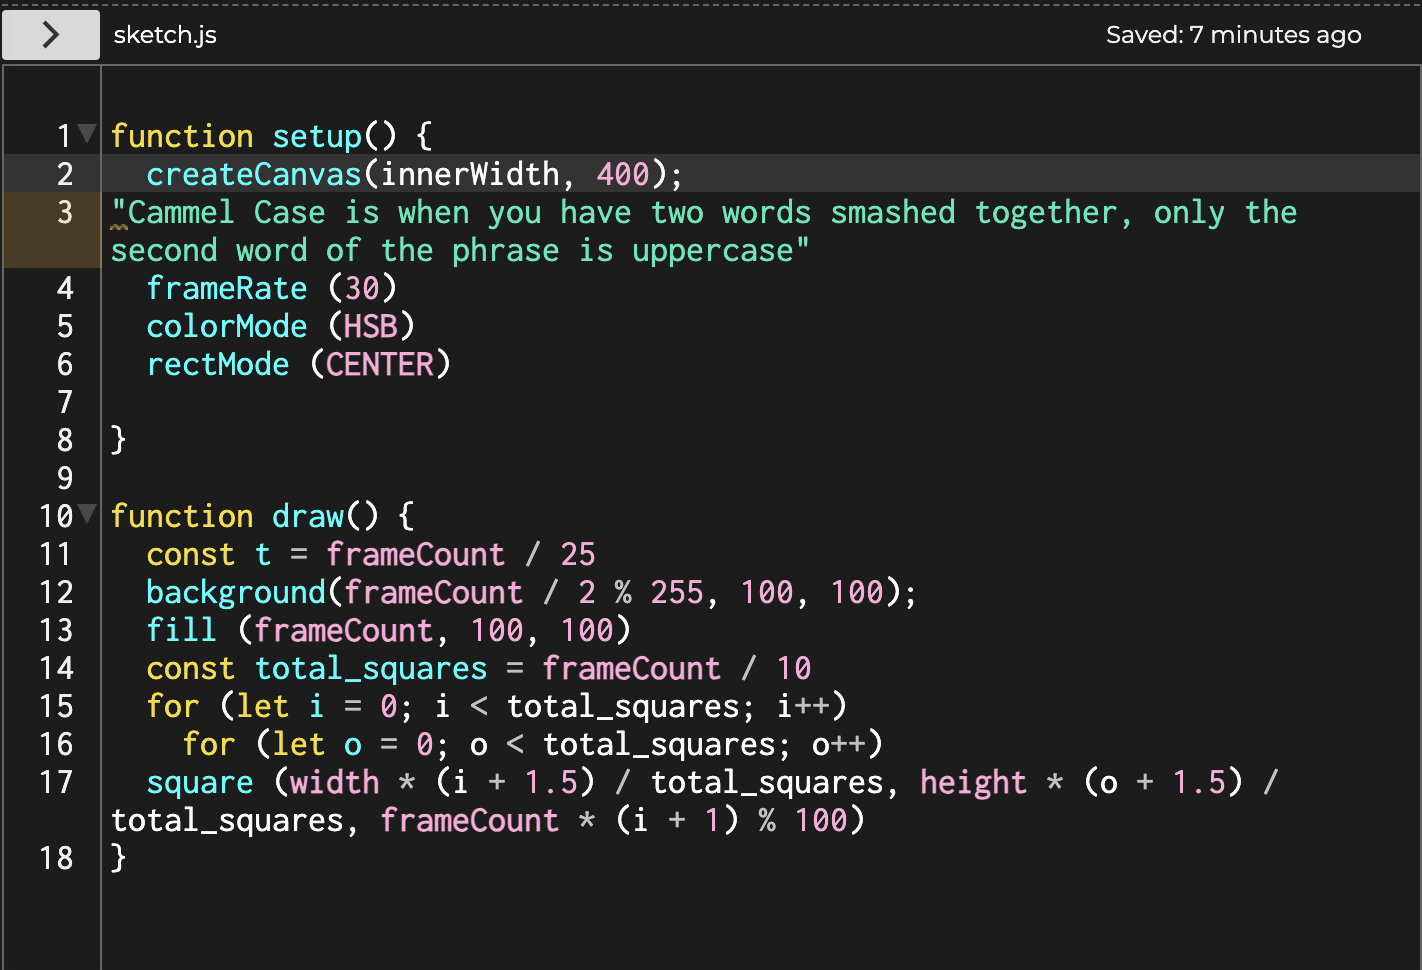 sketch.js
Saved: 7 minutes ago
1 function setup() {
2 createCanvas(innerWidth, 400);
3 "Cammel Case is when you have two words smashed together, only the
second word of the phrase is uppercase"
4 frameRate (30)
5 colorMode (HSB)
6 rectMode (CENTER)
7
8 }
9
10 function draw() {
11 const t = frameCount / 25
12 background(frameCount / 2 % 255, 100, 100);
13 fill (frameCount, 100, 100)
14 const total_squares = frameCount / 10
15 for (let i = 0; i < total_squares; i++)
16 for (let o = 0; o < total_squares; o++)
17 square (width * (i + 1.5) / total_squares, height * (o + 1.5) /
total_squares, frameCount * (i + 1) % 100)
18 }